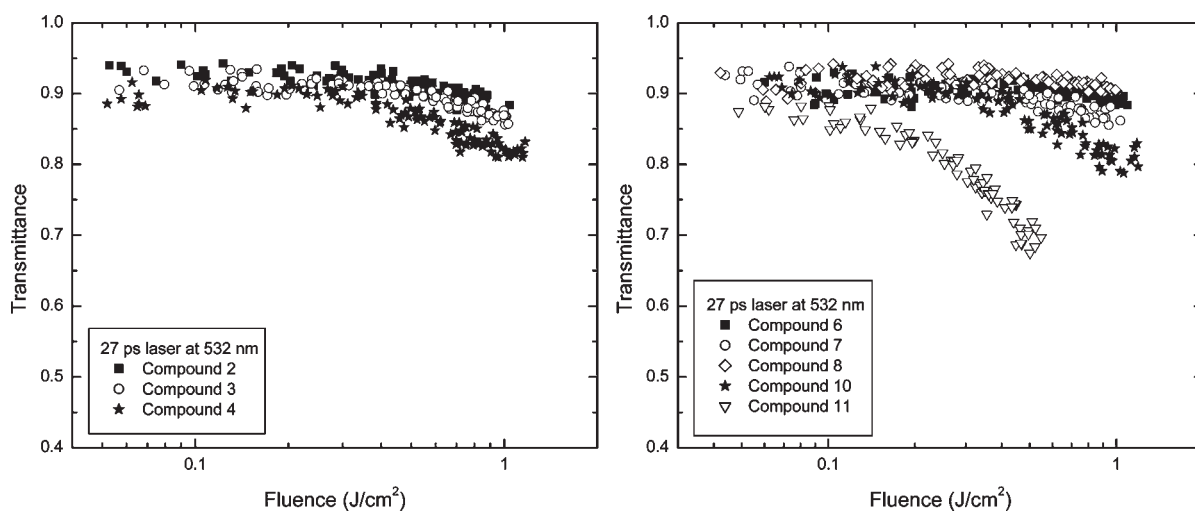 1.0
0.9
0.8
0.7
0.6
0.5
0.4
Transmittance
27 ps laser at 532 nm
Compound 2
Compound 3
Compound 4
0.1
1
Fluence (J/cm²)
1.0
0.9
0.8
0.7
0.6
0.5
0.4
Transmittance
27 ps laser at 532 nm
Compound 6
Compound 7
Compound 8
Compound 10
Compound 11
0.1
1
Fluence (J/cm²)